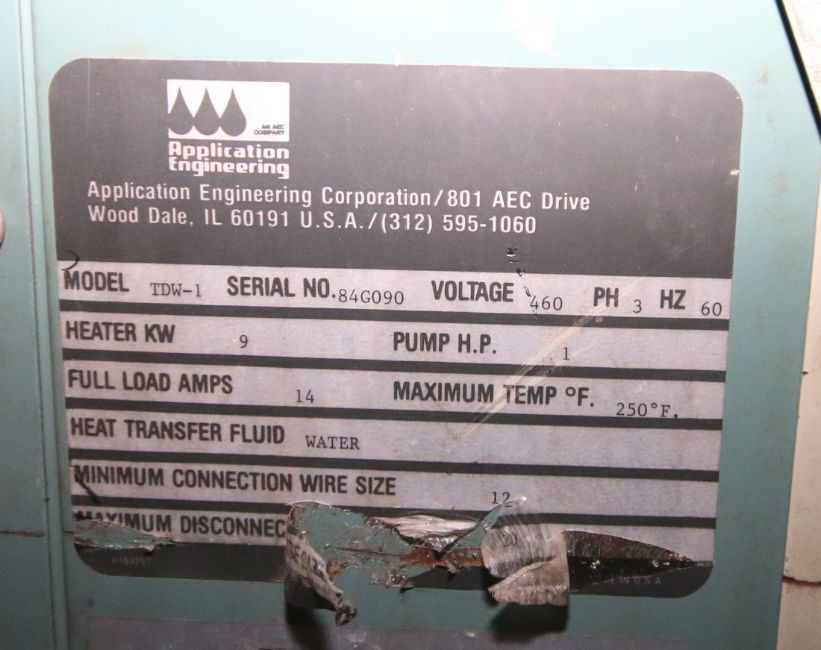 AN AEC
COMPANY
Application
Engineering
Application Engineering Corporation/801 AEC Drive
Wood Dale, IL 60191 U.S.A./(312) 595-1060
MODEL TDW-1 SERIAL NO. 84G090 VOLTAGE 460 PH 3 HZ 60
HEATER KW 9 PUMP H.P. 1
FULL LOAD AMPS 14 MAXIMUM TEMP °F. 250°F.
HEAT TRANSFER FLUID WATER
MINIMUM CONNECTION WIRE SIZE 12
MAXIMUM DISCONNEC
IN U.S.A